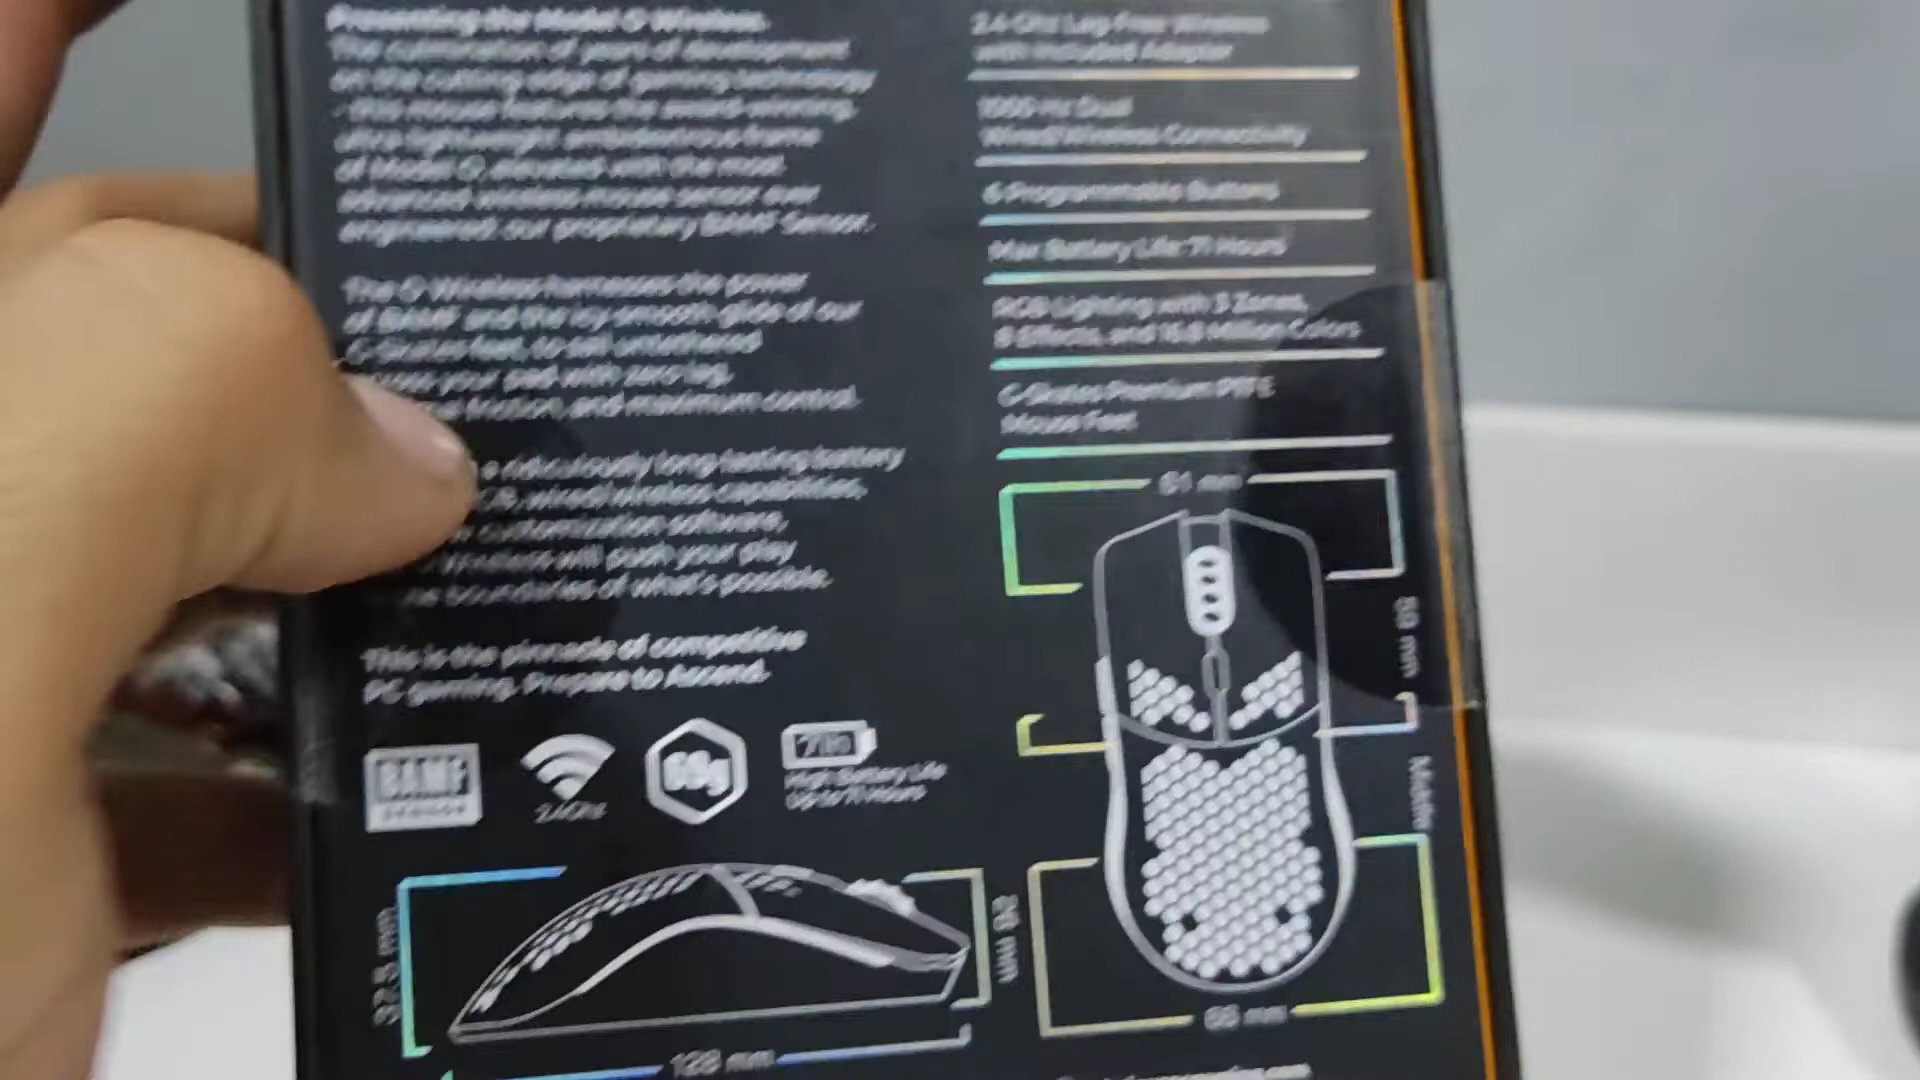 Presenting the Model O Wireless.
The culmination of years of development
on the cutting edge of gaming technology
- this mouse features the award-winning,
ultra lightweight, ambidextrous frame
of Model O, elevated with the most
advanced wireless mouse sensor ever
engineered: our proprietary BAMF Sensor.
The O Wireless harnesses the power
of BAMF and the icy-smooth glide of our
G-Skates feet, to sail untethered
your pad with zero lag,
friction, and maximum control.
a ridiculously long-lasting battery
wired/wireless capabilities,
customization software,
will push your play
boundaries of what's possible.
This is the pinnacle of competitive
PC gaming. Prepare to Ascend.
BAMF
SENSOR
2.4Ghz
69g
71h
High Battery Life
Up to 71 Hours
37.5 mm
28 mm
128 mm
2.4 Ghz Lag-Free Wireless
with Included Adapter
1000 Hz Dual
Wired/Wireless Connectivity
6 Programmable Buttons
Max Battery Life: 71 Hours
RGB Lighting with 3 Zones,
8 Effects, and 16.8 Million Colors
G-Skates Premium PTFE
Mouse Feet
61 mm
59 mm
66 mm